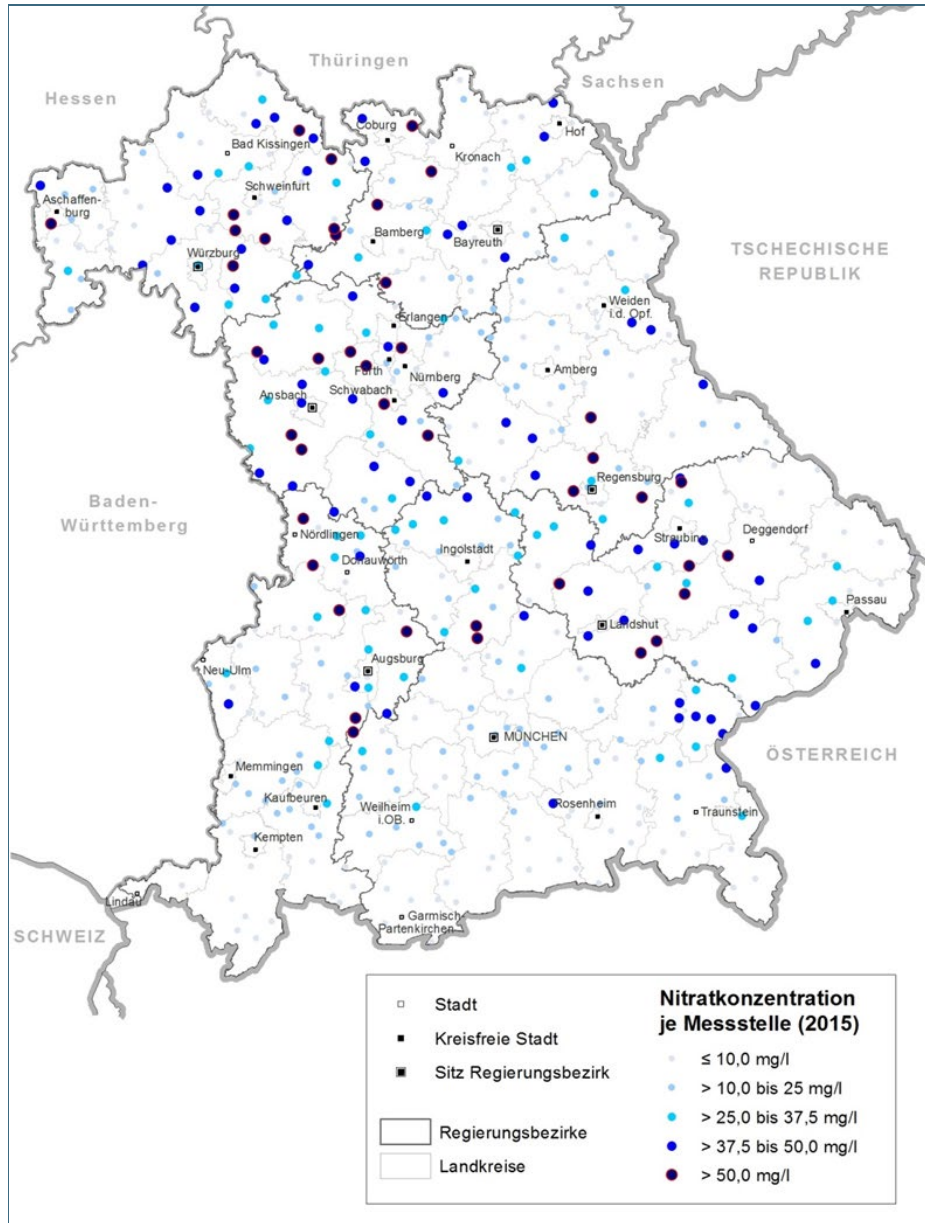 Thüringen
Sachsen
Hessen
Coburg
Hof
Kronach
Bad Kissingen
Schweinfurt
Aschaffen-
burg
Bamberg
Bayreuth
Würzburg
TSCHECHISCHE
REPUBLIK
Weiden
i.d. Opf.
Erlangen
Fürth
Nürnberg
Amberg
Schwabach
Ansbach
Regensburg
Baden-
Württemberg
Nördlingen
Ingolstadt
Straubing
Deggendorf
Donauwörth
Passau
Landshut
Augsburg
Neu-Ulm
MÜNCHEN
ÖSTERREICH
Memmingen
Kaufbeuren
Weilheim
i.OB.
Rosenheim
Traunstein
Kempten
Lindau
Garmisch
Partenkirchen
SCHWEIZ
Stadt
Kreisfreie Stadt
Sitz Regierungsbezirk
Regierungsbezirke
Landkreise
Nitratkonzentration
je Messstelle (2015)
≤ 10,0 mg/l
> 10,0 bis 25 mg/l
> 25,0 bis 37,5 mg/l
> 37,5 bis 50,0 mg/l
> 50,0 mg/l